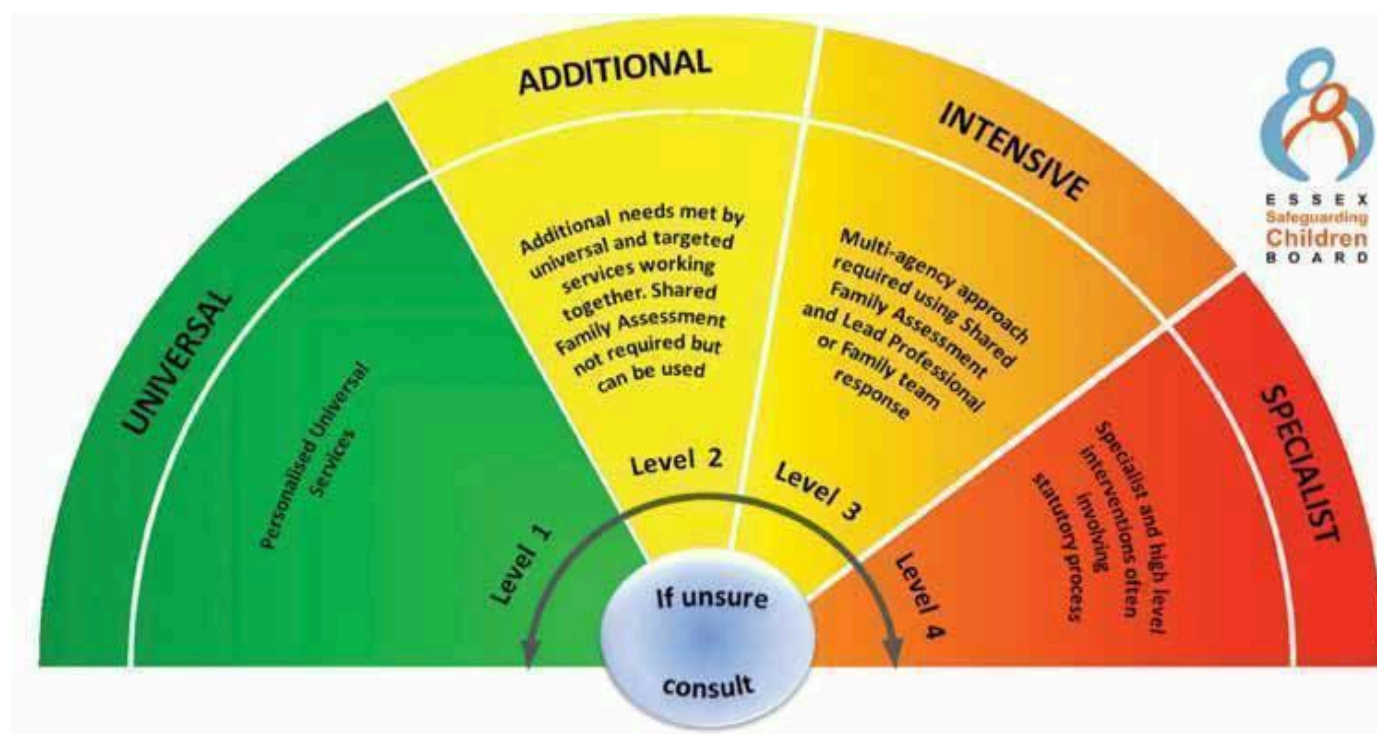 UNIVERSAL
Personalised Universal
Services
Level 1
ADDITIONAL
Additional needs met by
universal and targeted
services working
together. Shared
Family Assessment
not required but
can be used
Level 2
INTENSIVE
Multi-agency approach
required using Shared
Family Assessment
and Lead Professional
or Family team
response
Level 3
SPECIALIST
Specialist and high level
interventions often
involving
statutory process
Level 4
If unsure
consult
ESSEX
Safeguarding
Children
BOARD